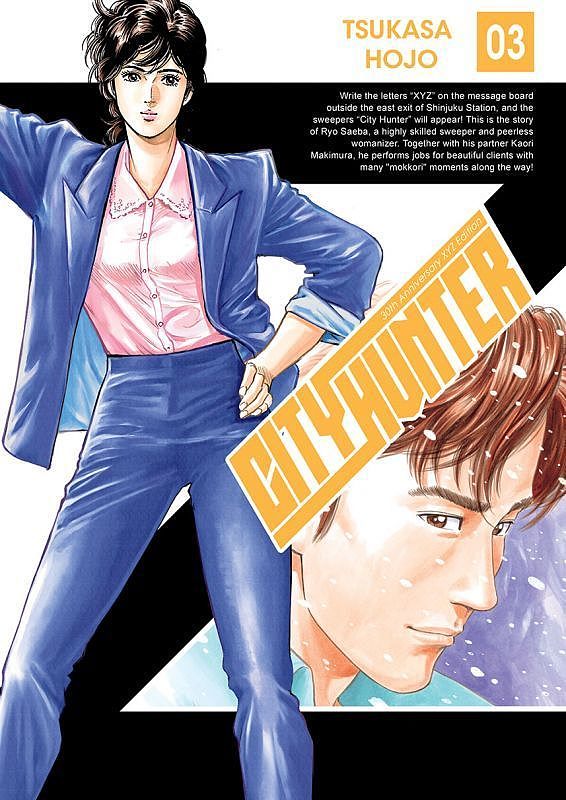 TSUKASA
HOJO
03
Write the letters “XYZ” on the message board
outside the east exit of Shinjuku Station, and the
sweepers “City Hunter” will appear! This is the story
of Ryo Saeba, a highly skilled sweeper and peerless
womanizer. Together with his partner Kaori
Makimura, he performs jobs for beautiful clients with
many "mokkori" moments along the way!
30th Anniversary XYZ Edition
CITY HUNTER